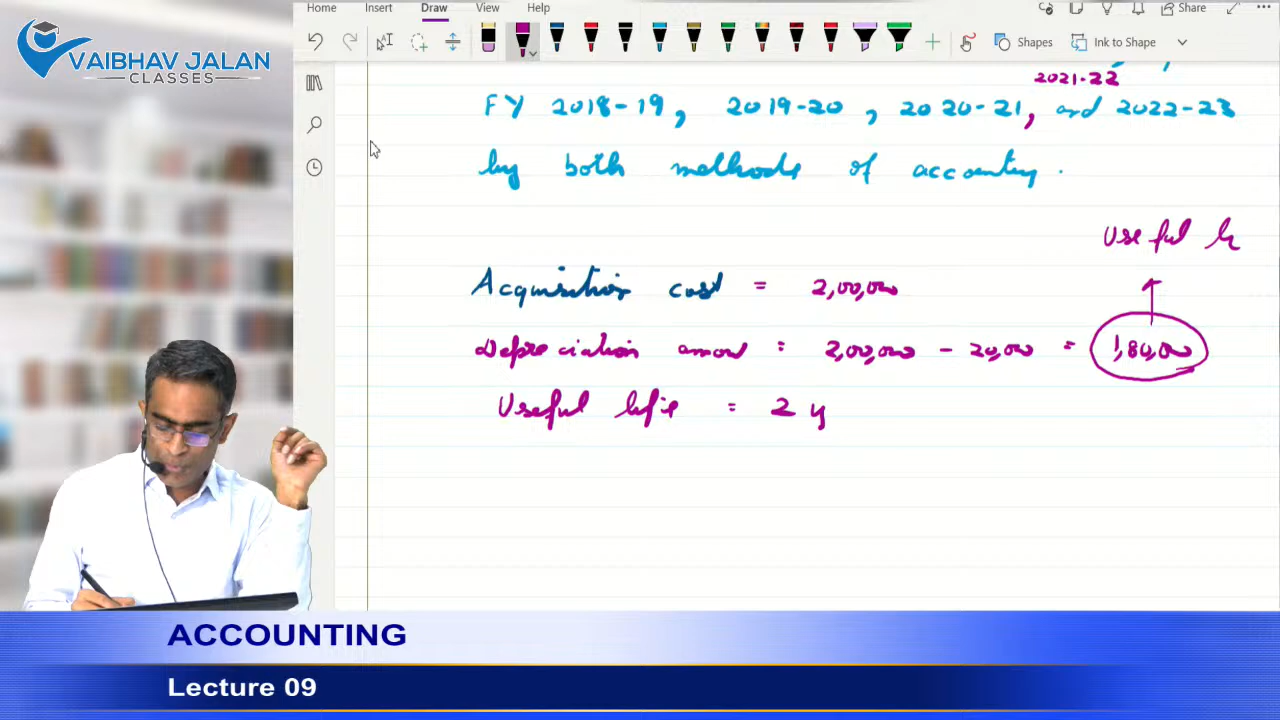 VAIBHAV JALAN
CLASSES
Home Insert Draw View Help Share
Shapes Ink to Shape
2021-22
FY 2018-19, 2019-20, 2020-21, and 2022-23
by both methods of accounting.
Useful
Acquisition cost = 2,00,000
Depreciation amount = 2,00,000 - 20,000 = 1,80,000
Useful life = 2 y
ACCOUNTING
Lecture 09